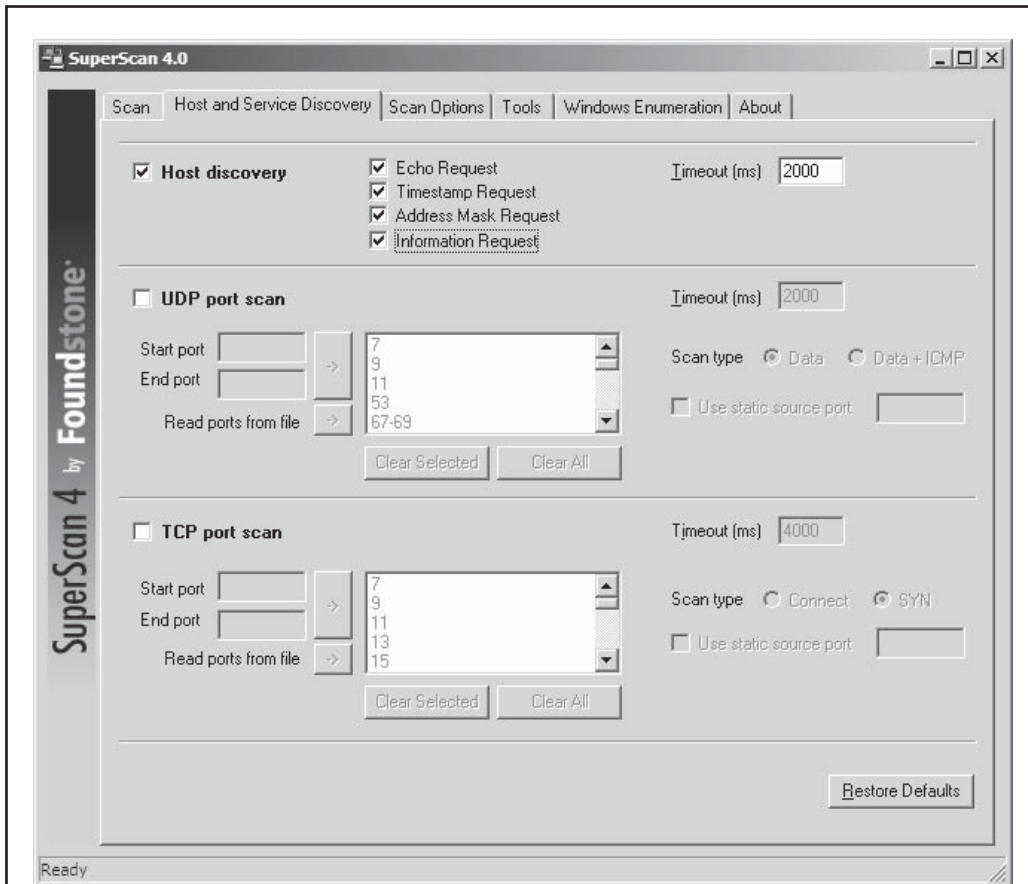 SuperScan 4.0
Scan Host and Service Discovery Scan Options Tools Windows Enumeration About
Host discovery
Echo Request
Timestamp Request
Address Mask Request
Information Request
Timeout (ms) 2000
UDP port scan
Timeout (ms) 2000
Start port
End port
Read ports from file
->
->
7
9
11
53
67-69
Scan type Data Data + ICMP
Use static source port
Clear Selected Clear All
TCP port scan
Timeout (ms) 4000
Start port
End port
Read ports from file
->
->
7
9
11
13
15
Scan type Connect SYN
Use static source port
Clear Selected Clear All
Restore Defaults
SuperScan 4 by Foundstone
Ready